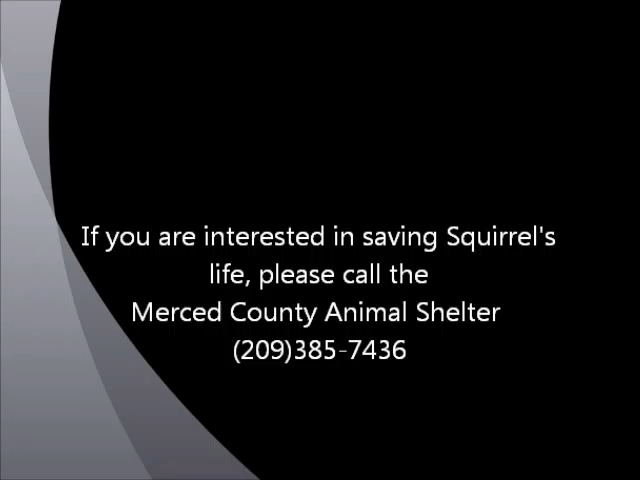 If you are interested in saving Squirrel's
life, please call the
Merced County Animal Shelter
(209)385-7436